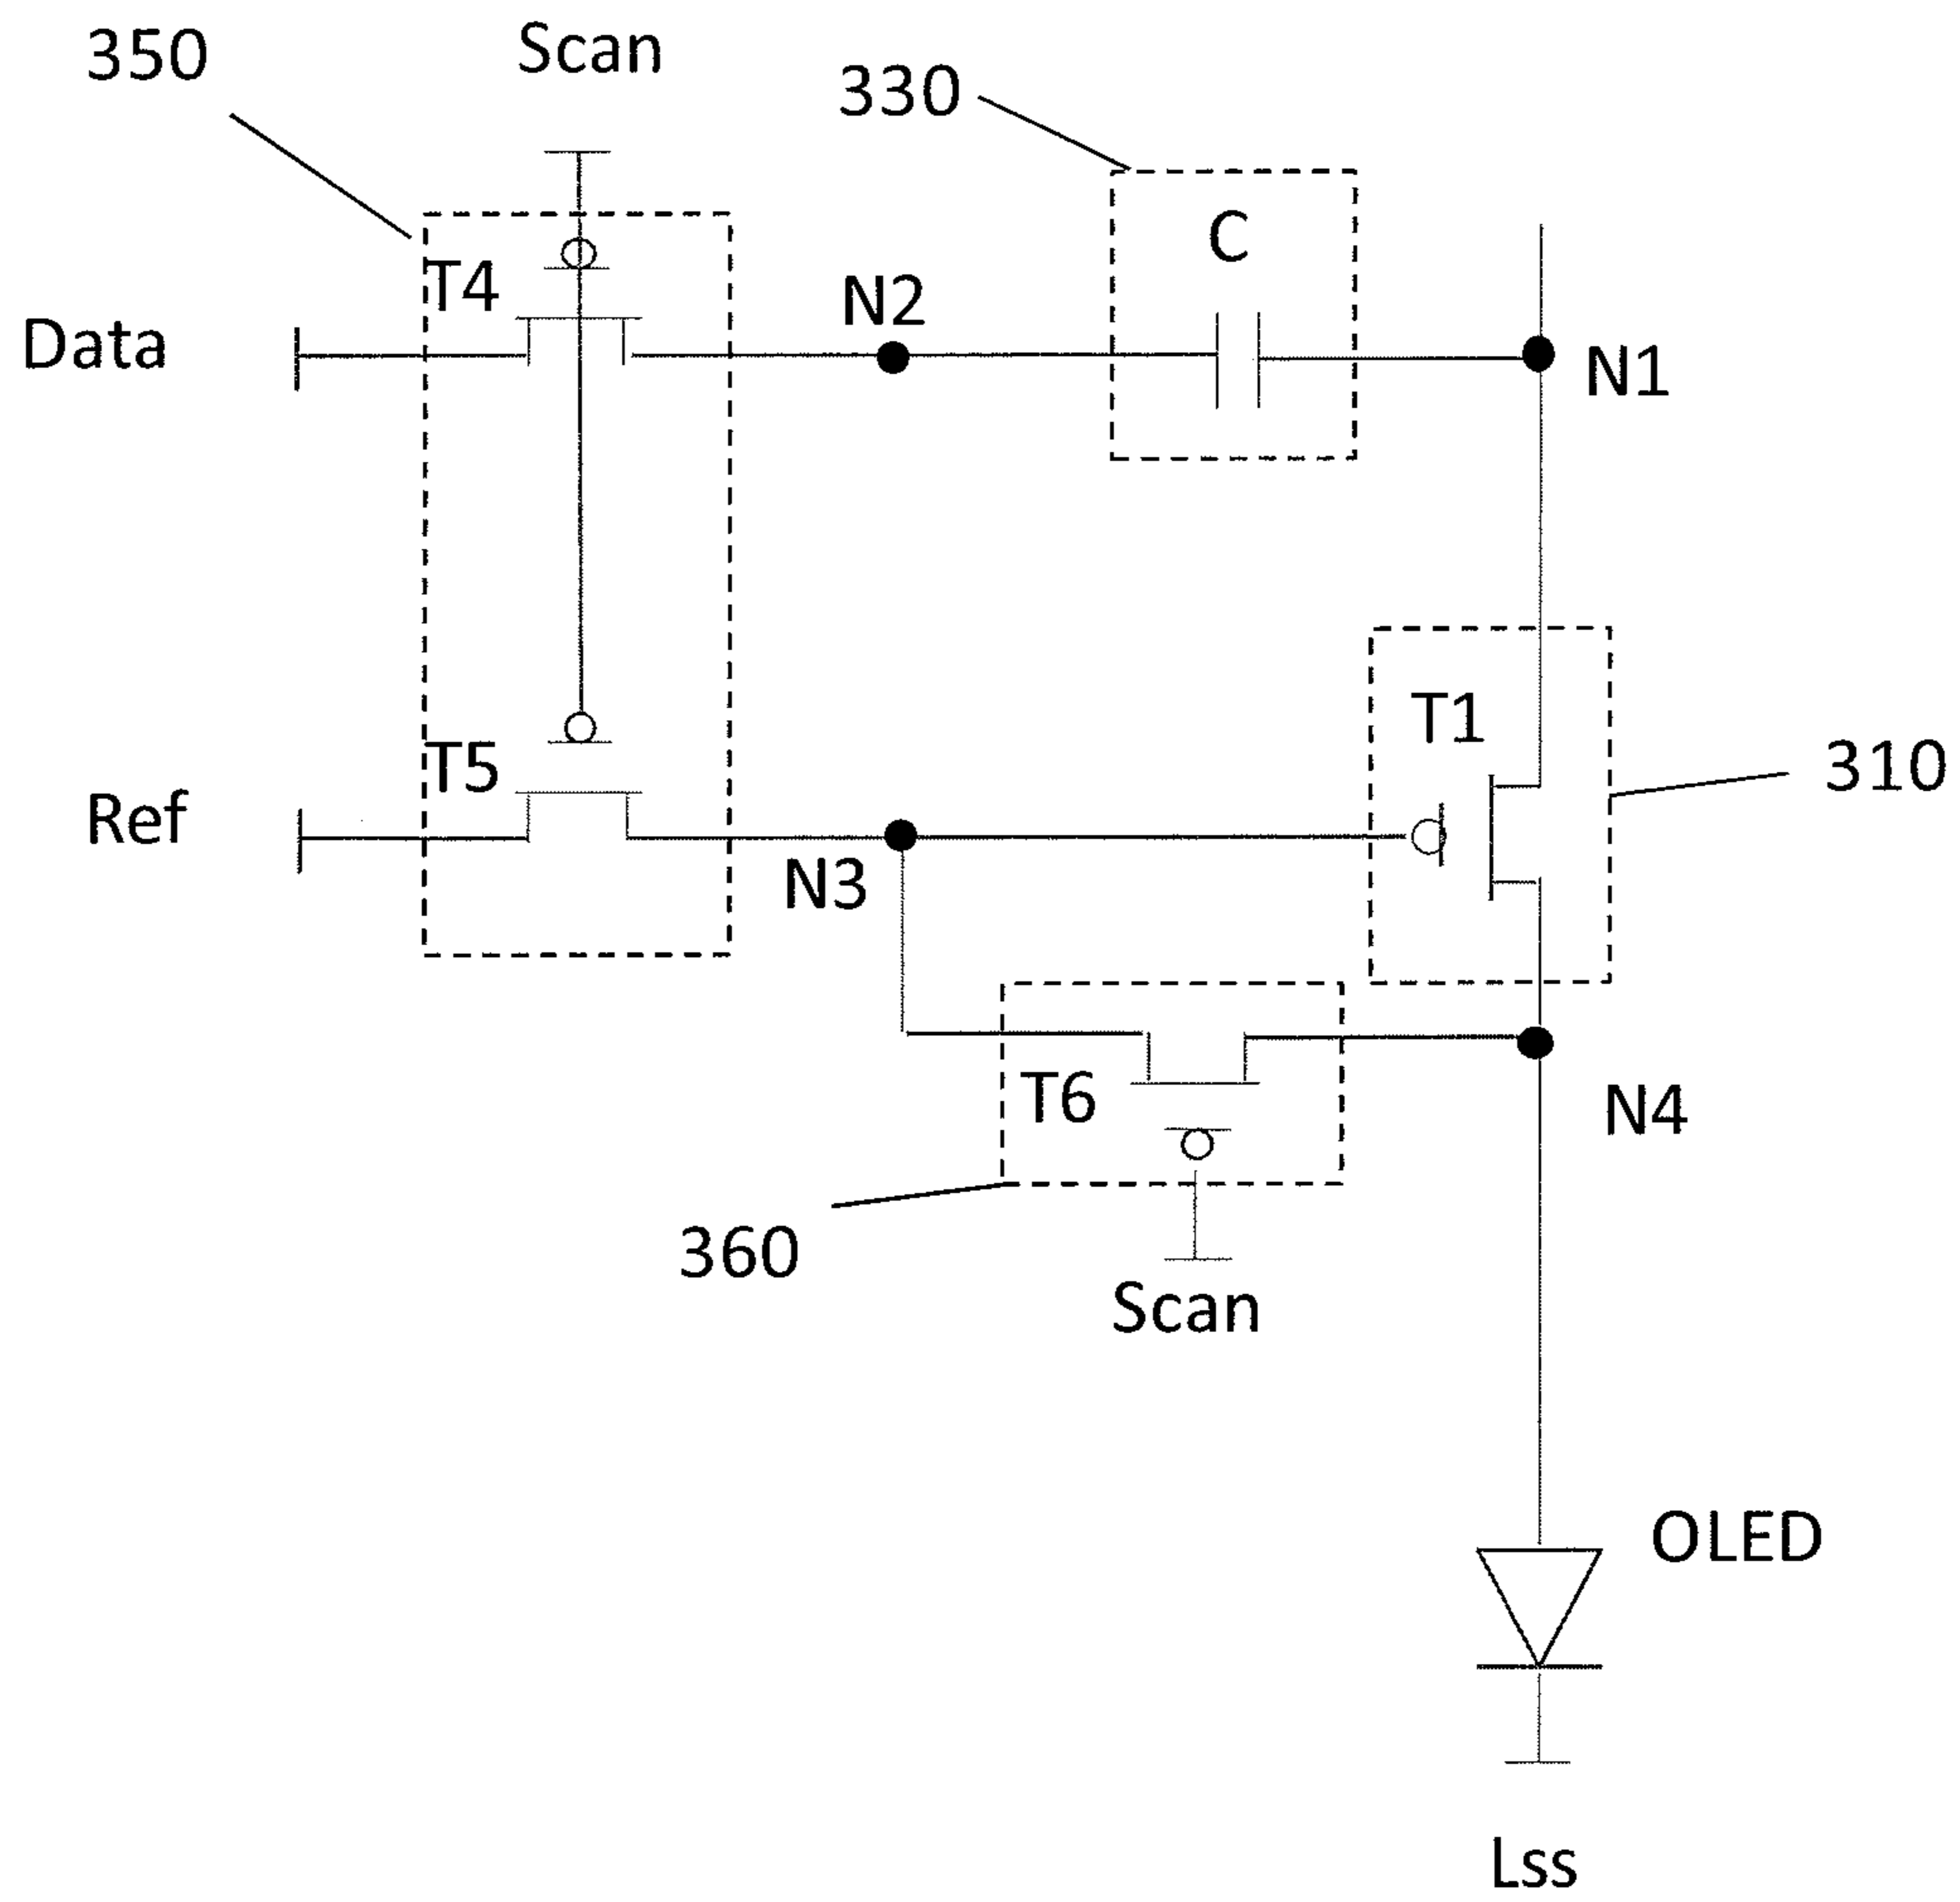 350
Scan
330
C
T4
N2
Data
N1
T1
310
T5
Ref
N3
T6
N4
360
Scan
OLED
Lss